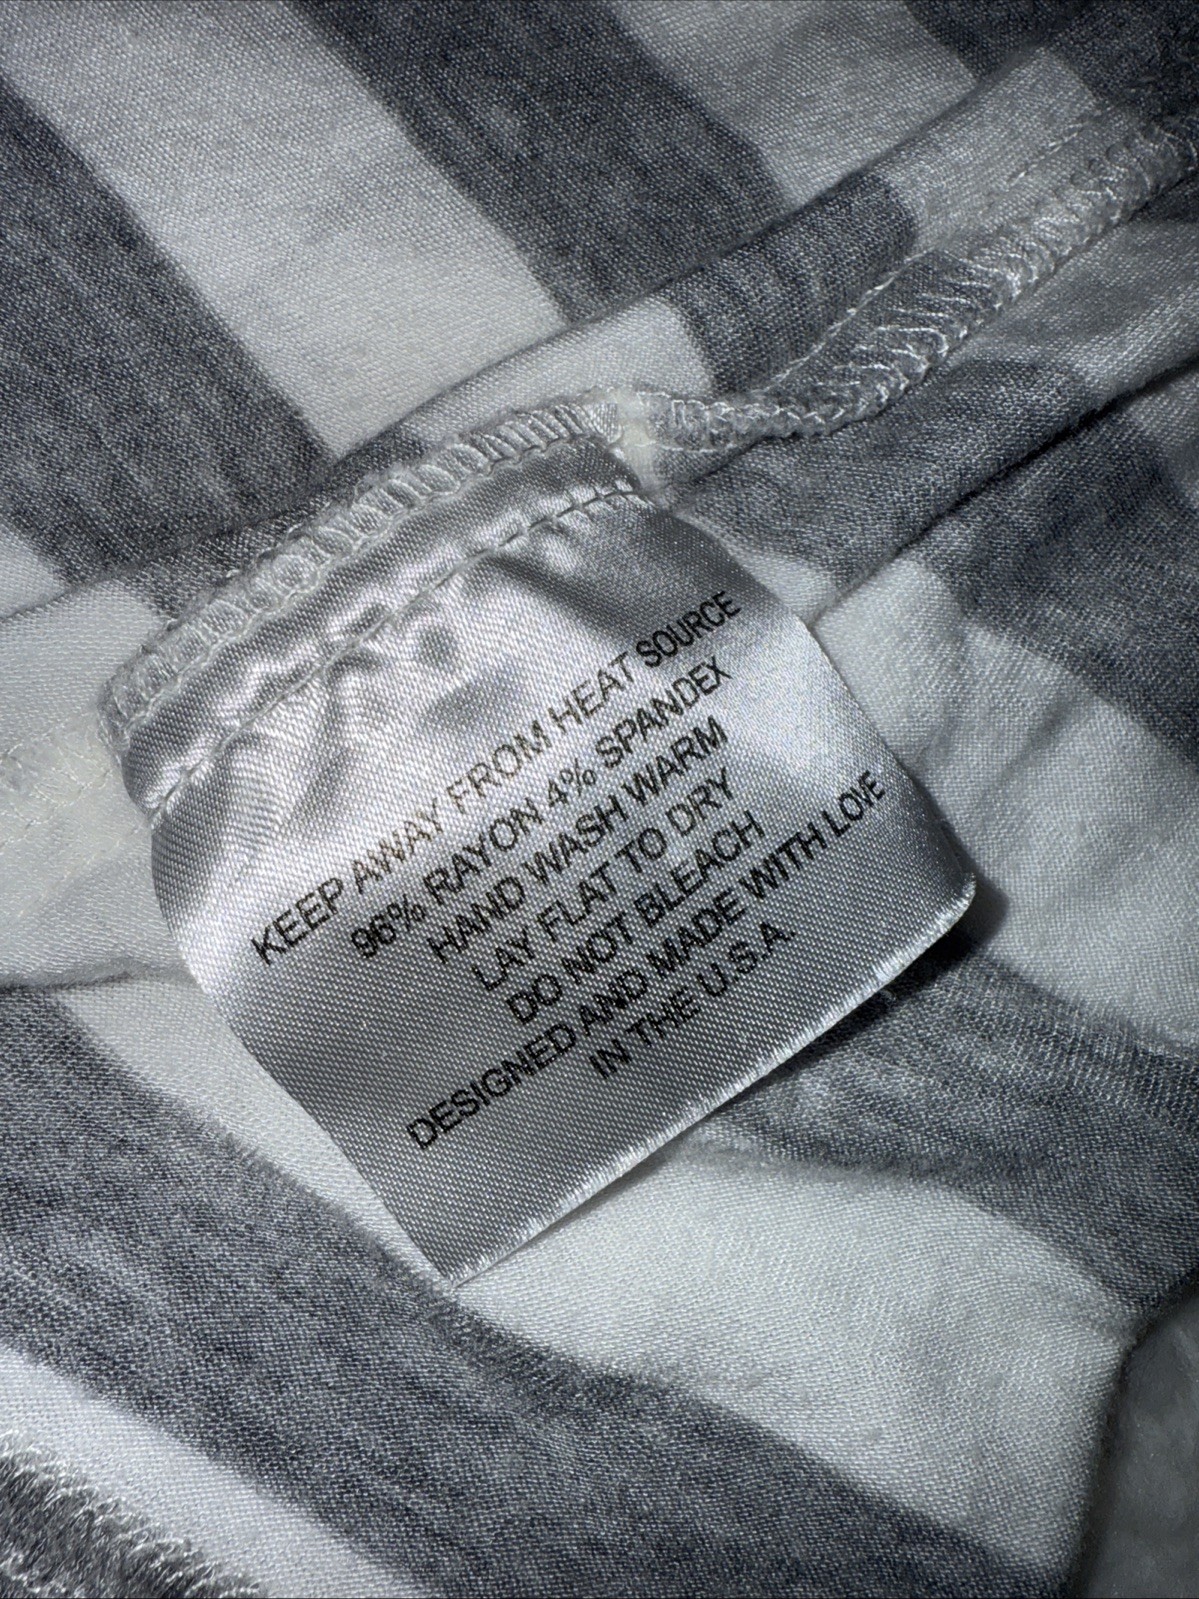 KEEP AWAY FROM HEAT SOURCE
96% RAYON 4% SPANDEX
HAND WASH WARM
LAY FLAT TO DRY
DO NOT BLEACH
DESIGNED AND MADE WITH LOVE
IN THE U.S.A.